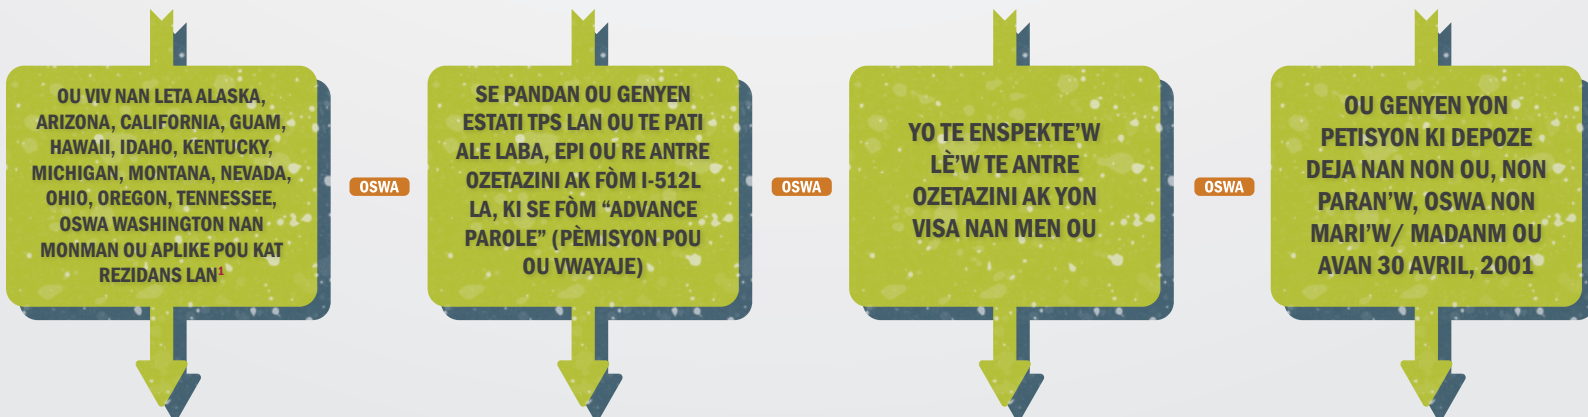 OU VIV NAN LETA ALASKA,
ARIZONA, CALIFORNIA, GUAM,
HAWAII, IDAHO, KENTUCKY,
MICHIGAN, MONTANA, NEVADA,
OHIO, OREGON, TENNESSEE,
OSWA WASHINGTON NAN
MONMAN OU APLIKE POU KAT
REZIDANS LAN¹
OSWA
SE PANDAN OU GENYEN
ESTATI TPS LAN OU TE PATI
ALE LABA, EPI OU RE ANTRE
OZETAZINI AK FÒM I-512L
LA, KI SE FÒM “ADVANCE
PAROLE” (PÈMISYON POU
OU VWAYAJE)
OSWA
YO TE ENSPEKTE’W
LÈ’W TE ANTRE
OZETAZINI AK YON
VISA NAN MEN OU
OSWA
OU GENYEN YON
PETISYON KI DEPOZE
DEJA NAN NON OU, NON
PARAN’W, OSWA NON
MARI’W/ MADANM OU
AVAN 30 AVRIL, 2001